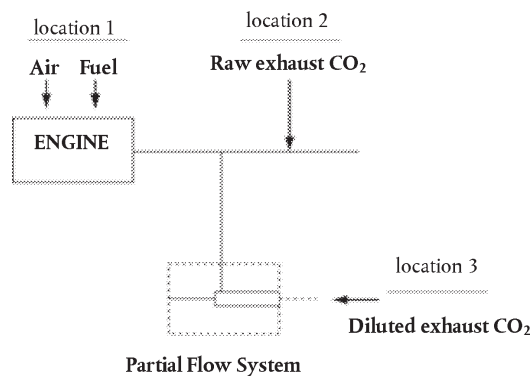 location 1
location 2
Air Fuel
Raw exhaust CO₂
ENGINE
location 3
Diluted exhaust CO₂
Partial Flow System